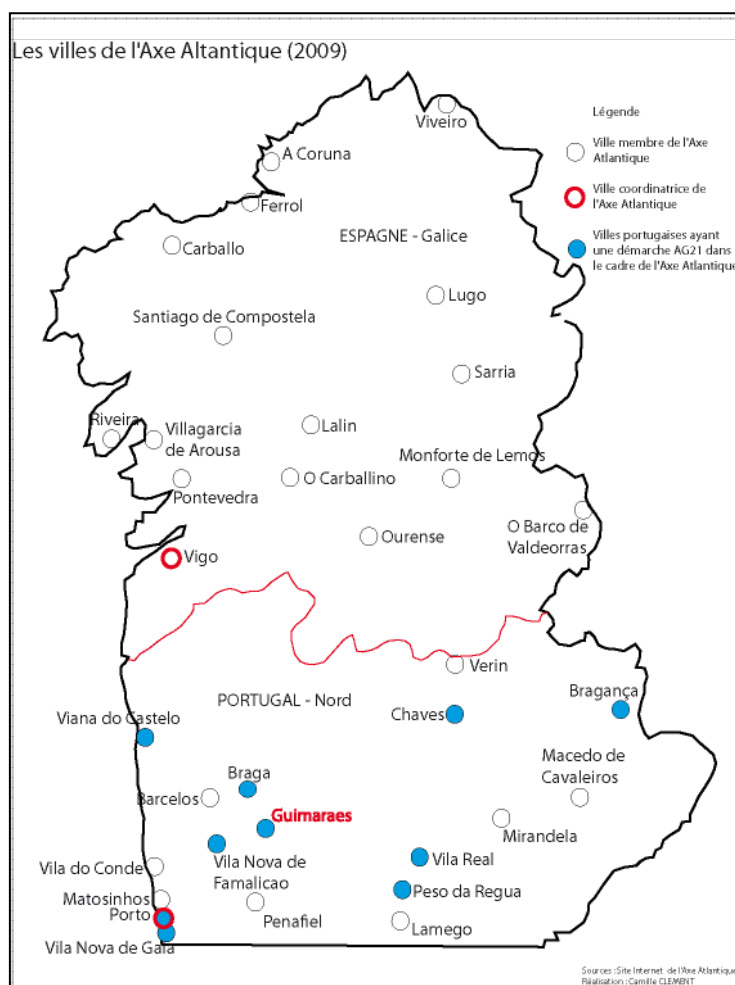 Les villes de l'Axe Altantique (2009)
Légende
Ville membre de l'Axe
Atlantique
Ville coordinatrice de
l'Axe Atlantique
Villes portugaises ayant
une démarche AG21 dans
le cadre de l'Axe Atlantique
Viveiro
A Coruna
Ferrol
ESPAGNE - Galice
Carballo
Lugo
Santiago de Compostela
Sarria
Riveira
Villagarcia
de Arousa
Lalin
Monforte de Lemos
Pontevedra
O Carballino
O Barco de
Valdeorras
Ourense
Vigo
Verin
PORTUGAL - Nord
Bragança
Chaves
Viana do Castelo
Macedo de
Cavaleiros
Braga
Barcelos
Guimaraes
Mirandela
Vila Nova de
Famalicao
Vila Real
Vila do Conde
Peso da Regua
Matosinhos
Porto
Penafiel
Lamego
Vila Nova de Gaia
Sources : Site Internet de l'Axe Atlantique
Réalisation : Camille CLEMENT